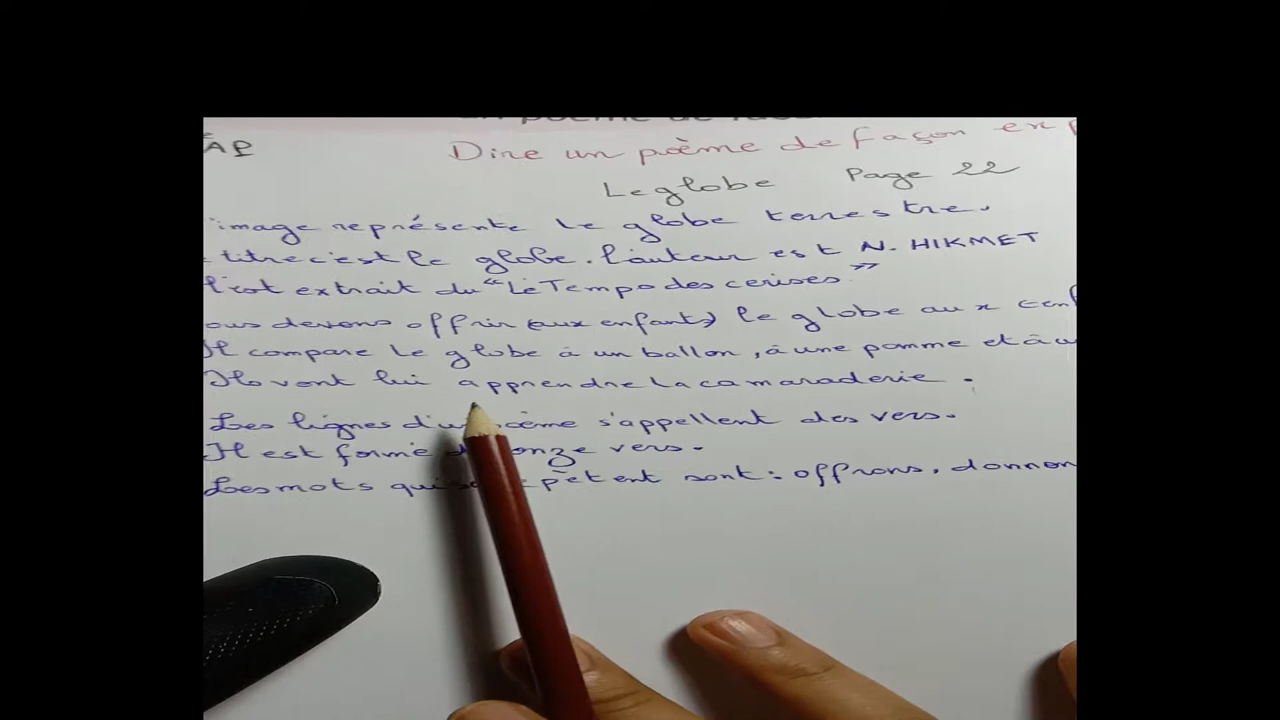 AP
Dire un poème de façon exp
Le globe Page 22
image représente le globe terrestre.
titre c'est le globe. l'auteur est N. HIKMET
extrait du "Le Temps des cerises"
ous devons offrir (aux enfants) le globe aux enf
Il compare le globe à un ballon, à une pomme et à u
Ils vont lui apprendre la camaraderie.
Les lignes d'un poème s'appellent des vers.
Il est formé onze vers.
Les mots qui se répètent sont : offrons, donnon